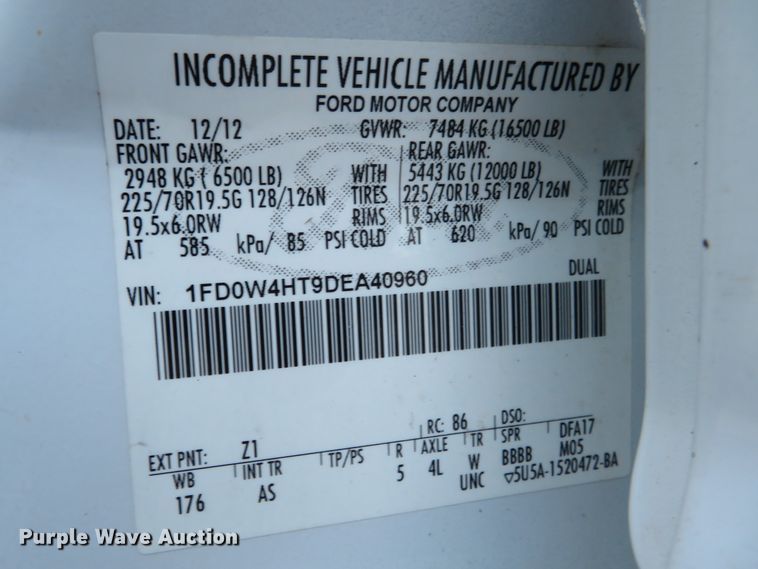 INCOMPLETE VEHICLE MANUFACTURED BY
FORD MOTOR COMPANY
DATE: 12/12 GVWR: 7484 KG (16500 LB)
FRONT GAWR: REAR GAWR:
2948 KG ( 6500 LB) WITH 5443 KG (12000 LB) WITH
225/70R19.5G 128/126N TIRES 225/70R19.5G 128/126N TIRES
19.5x6.0RW RIMS 19.5x6.0RW RIMS
AT 585 kPa/ 85 PSI COLD AT 620 kPa/ 90 PSI COLD
DUAL
VIN: 1FD0W4HT9DEA40960
EXT PNT: Z1 RC: 86 DSO:
WB INT TR TP/PS R AXLE TR SPR DFA17
176 AS 5 4L W BBBB M05
UNC ▽5U5A-1520472-BA
Purple Wave Auction